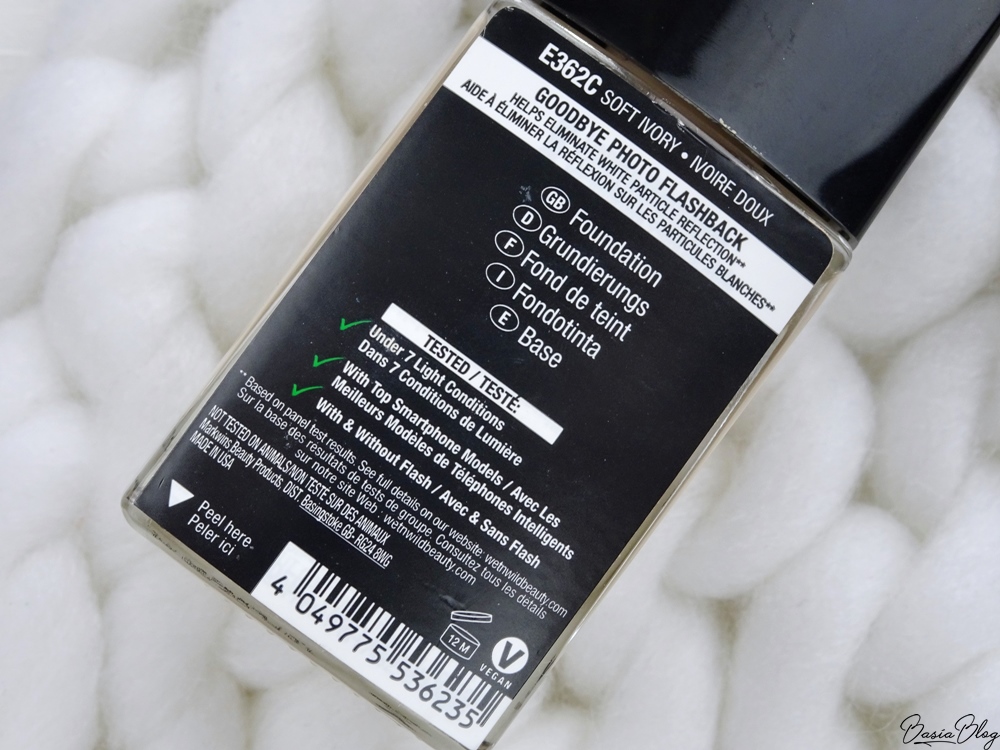 E362C SOFT IVORY • IVOIRE DOUX
GOODBYE PHOTO FLASHBACK
HELPS ELIMINATE WHITE PARTICLE REFLECTION**
AIDE À ÉLIMINER LA RÉFLEXION SUR LES PARTICULES BLANCHES**
GB Foundation
D Grundierungs
F Fond de teint
I Fondotinta
E Base
TESTED / TESTÉ:
Under 7 Light Conditions
Dans 7 Conditions de Lumière
With Top Smartphone Models / Avec Les
Meilleurs Modèles de Téléphones Intelligents
With & Without Flash / Avec & Sans Flash
** Based on panel test results. See full details on our website: wetnwildbeauty.com
Sur la base des résultats de tests de groupe. Consultez tous les détails
sur notre site Web : wetnwildbeauty.com
NOT TESTED ON ANIMALS/NON TESTÉ SUR DES ANIMAUX
Markwins Beauty Products. DIST. Basingstoke GB- RG24 8WG
MADE IN USA
Peel here
Peler ici
12 M
V
VEGAN
4 049775 536235
BasiaBlog